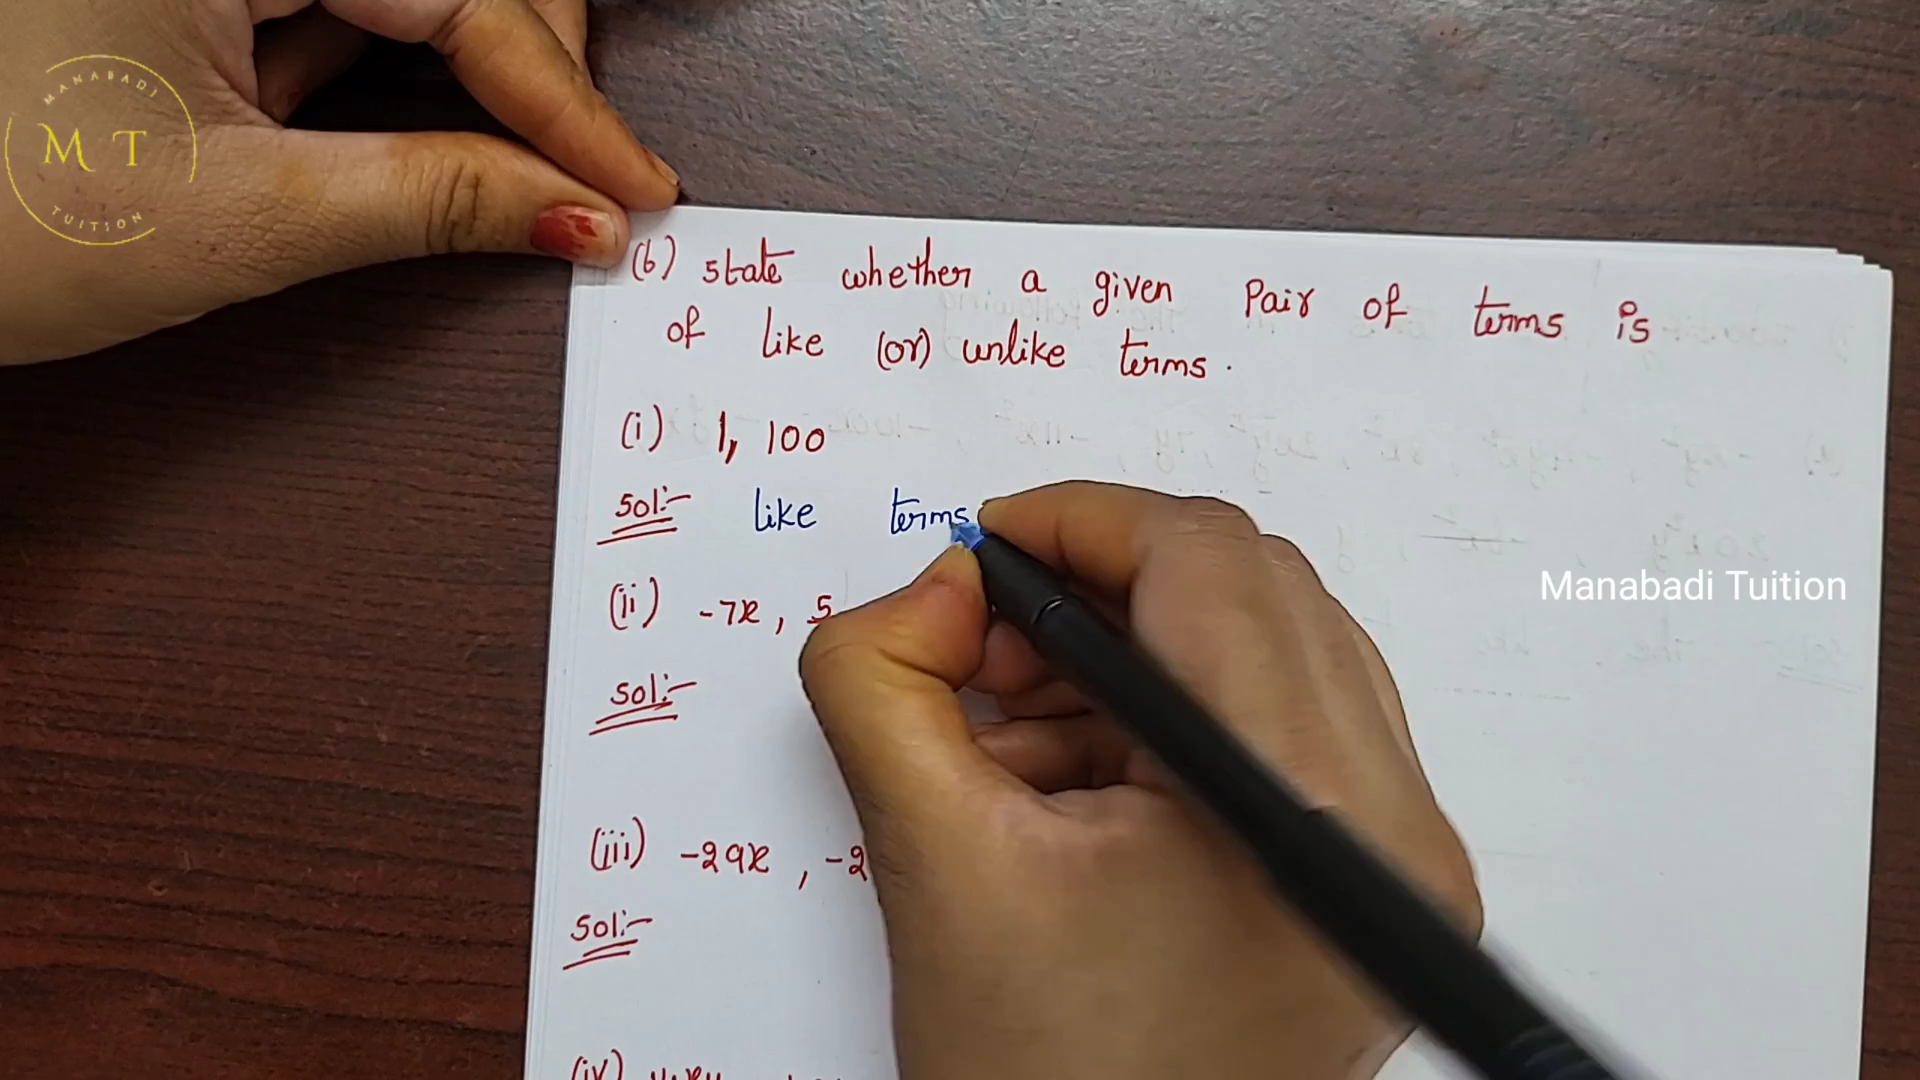 MANABADI
M T
TUITION
(b) state whether a given Pair of terms is
of like (or) unlike terms.
(i) 1, 100
Sol:- like terms
Manabadi Tuition
(ii) -7x, 5
Sol:-
(iii) -29x, -2
Sol:-
(iv)